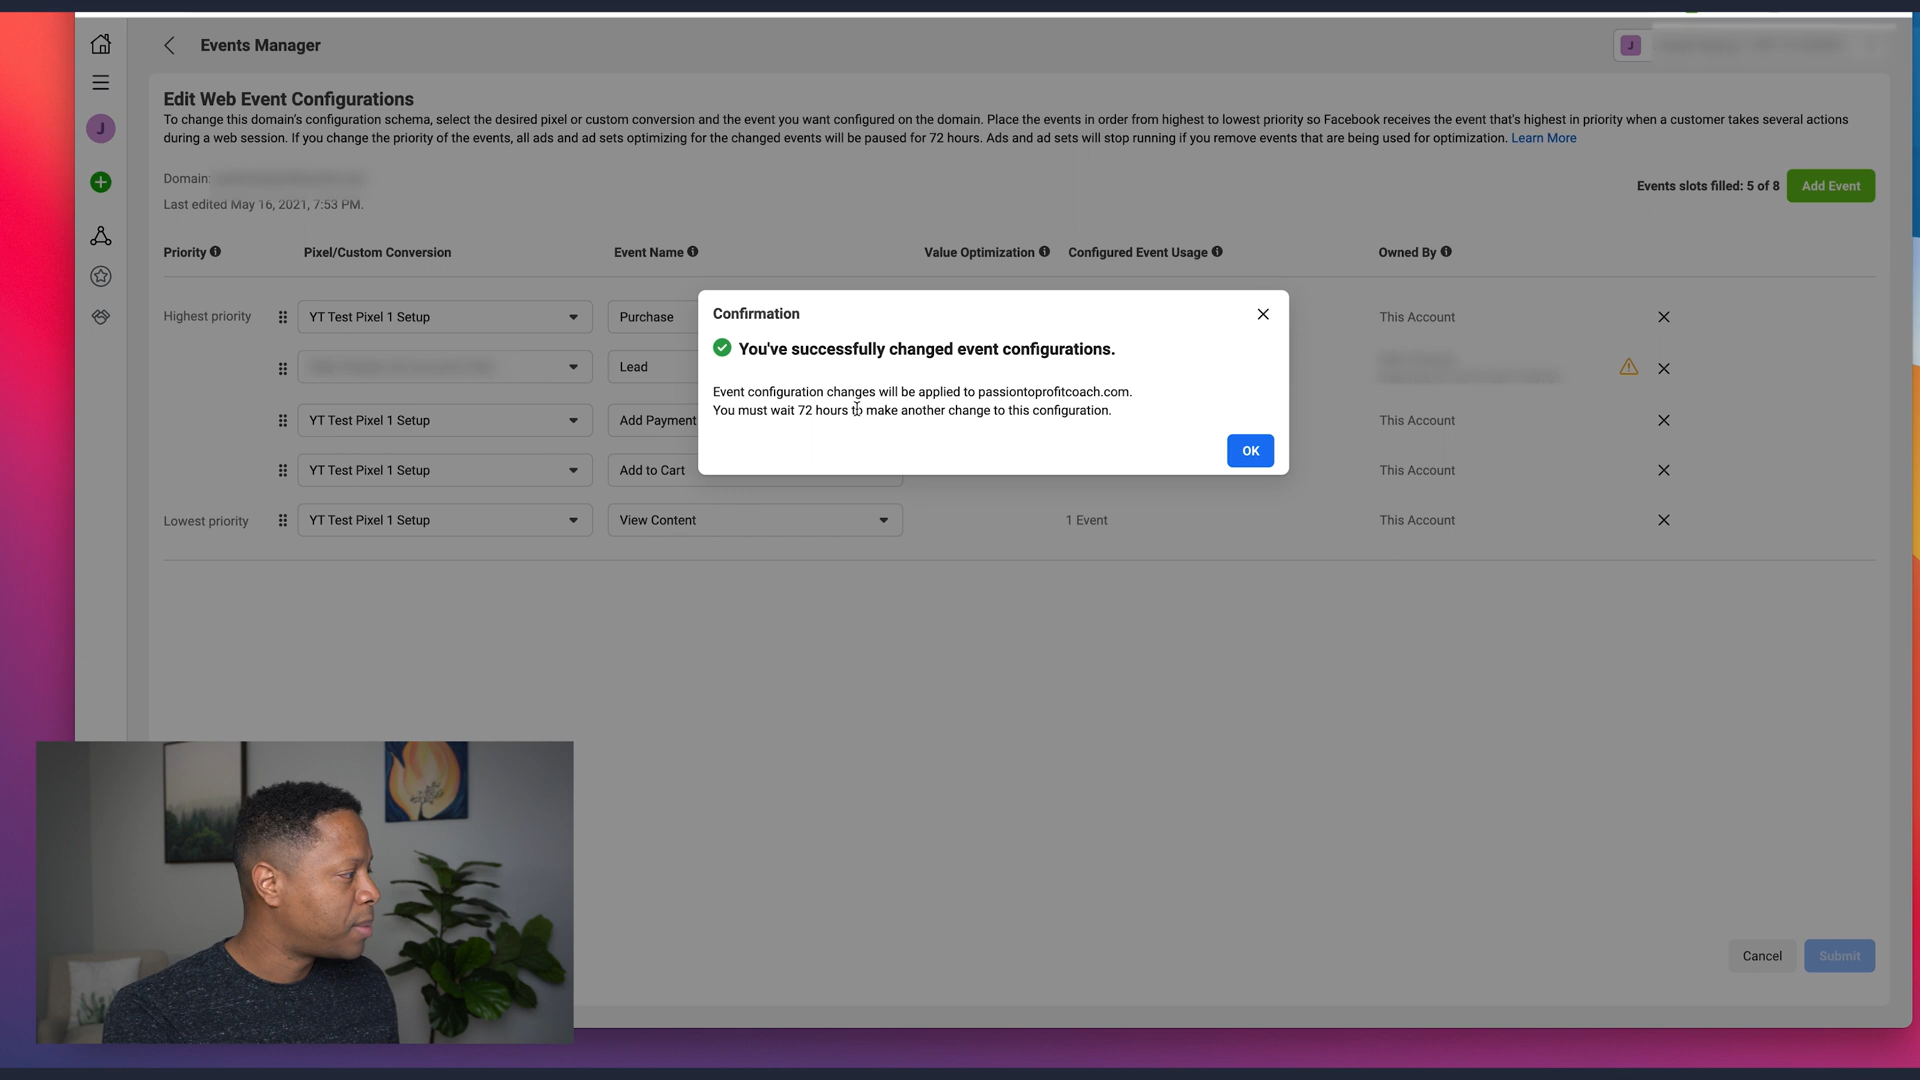 Events Manager
J
Edit Web Event Configurations
To change this domain's configuration schema, select the desired pixel or custom conversion and the event you want configured on the domain. Place the events in order from highest to lowest priority so Facebook receives the event that's highest in priority when a customer takes several actions
during a web session. If you change the priority of the events, all ads and ad sets optimizing for the changed events will be paused for 72 hours. Ads and ad sets will stop running if you remove events that are being used for optimization. Learn More
J
Domain:
Last edited May 16, 2021, 7:53 PM.
Events slots filled: 5 of 8
Add Event
Priority Pixel/Custom Conversion Event Name Value Optimization Configured Event Usage Owned By
Confirmation
You've successfully changed event configurations.
Event configuration changes will be applied to passiontoprofitcoach.com.
You must wait 72 hours to make another change to this configuration.
OK
Highest priority YT Test Pixel 1 Setup Purchase This Account
Lead
YT Test Pixel 1 Setup Add Payment This Account
YT Test Pixel 1 Setup Add to Cart This Account
Lowest priority YT Test Pixel 1 Setup View Content 1 Event This Account
Cancel Submit